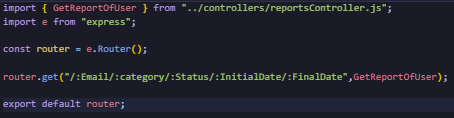 import { GetReportOfUser } from "../controllers/reportsController.js";
import e from "express";
const router = e.Router();
router.get("/:Email/:category/:Status/:InitialDate/:FinalDate",GetReportOfUser);
export default router;